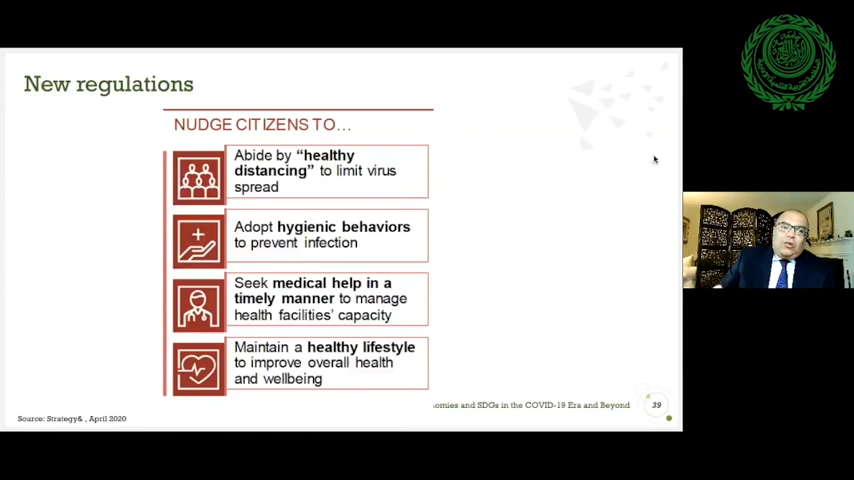 New regulations
NUDGE CITIZENS TO...
Abide by “healthy
distancing” to limit virus
spread
Adopt hygienic behaviors
to prevent infection
Seek medical help in a
timely manner to manage
health facilities’ capacity
Maintain a healthy lifestyle
to improve overall health
and wellbeing
omies and SDGs in the COVID-19 Era and Beyond
39
Source: Strategy& , April 2020